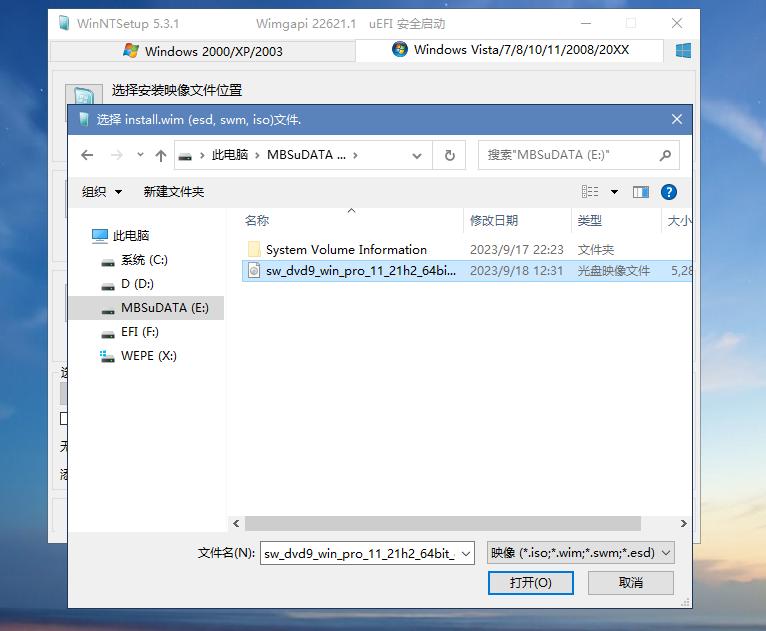 WinNTSetup 5.3.1 Wimgapi 22621.1 uEFI 安全启动
Windows 2000/XP/2003 Windows Vista/7/8/10/11/2008/20XX
选择安装映像文件位置
选择 install.wim (esd, swm, iso)文件.
此电脑 MBSuDATA ... 搜索"MBSuDATA (E:)"
组织 新建文件夹
名称 修改日期 类型 大小
此电脑
系统 (C:)
D (D:)
MBSuDATA (E:)
EFI (F:)
WEPE (X:)
System Volume Information 2023/9/17 22:23 文件夹
sw_dvd9_win_pro_11_21h2_64bi... 2023/9/18 12:31 光盘映像文件 5,28
无
文件名(N): sw_dvd9_win_pro_11_21h2_64bit_ 映像 (*.iso;*.wim;*.swm;*.esd)
打开(O) 取消